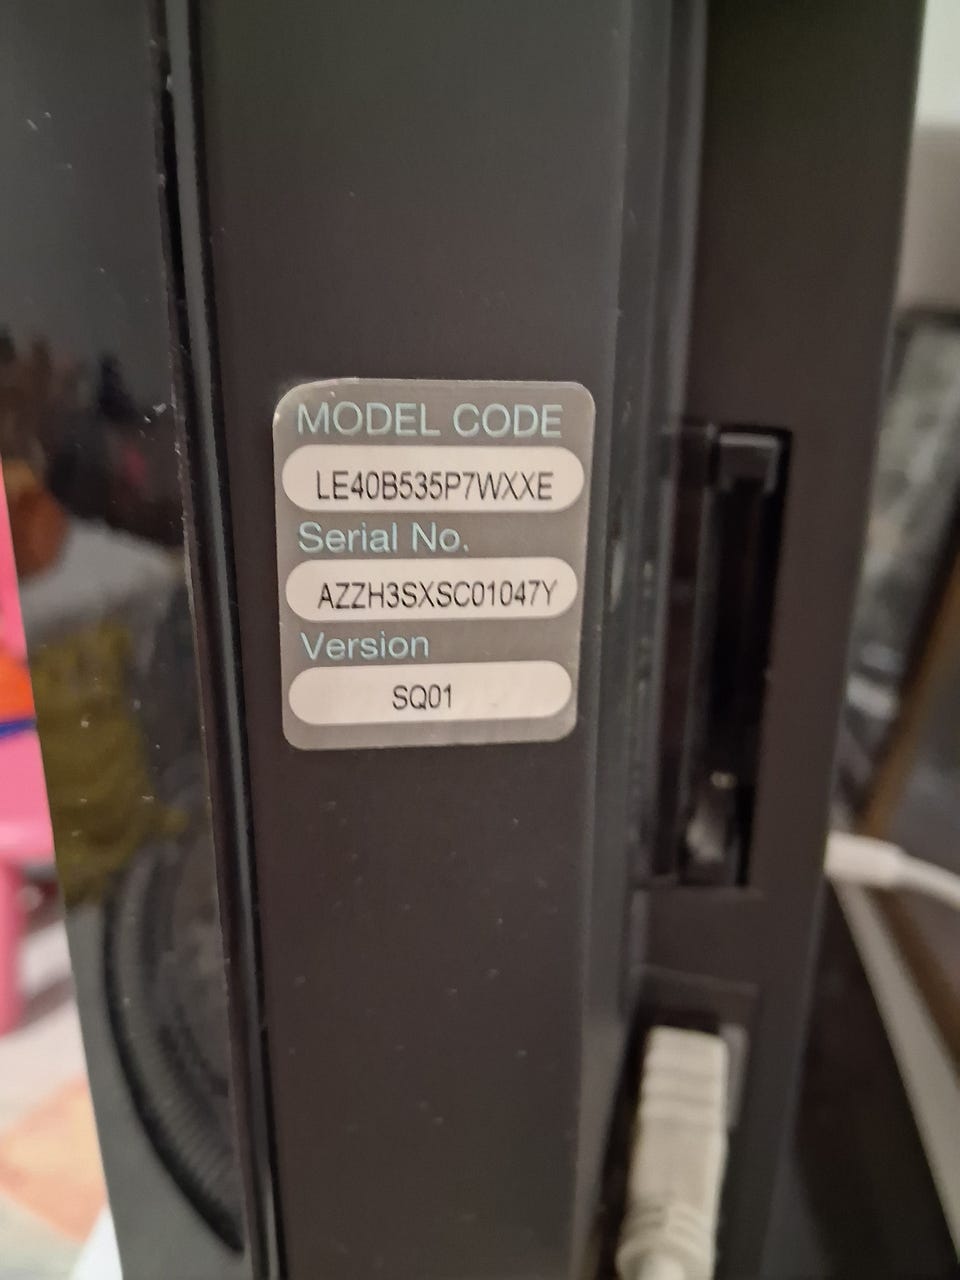 MODEL CODE
LE40B535P7WXXE
Serial No.
AZZH3SXSC01047Y
Version
SQ01